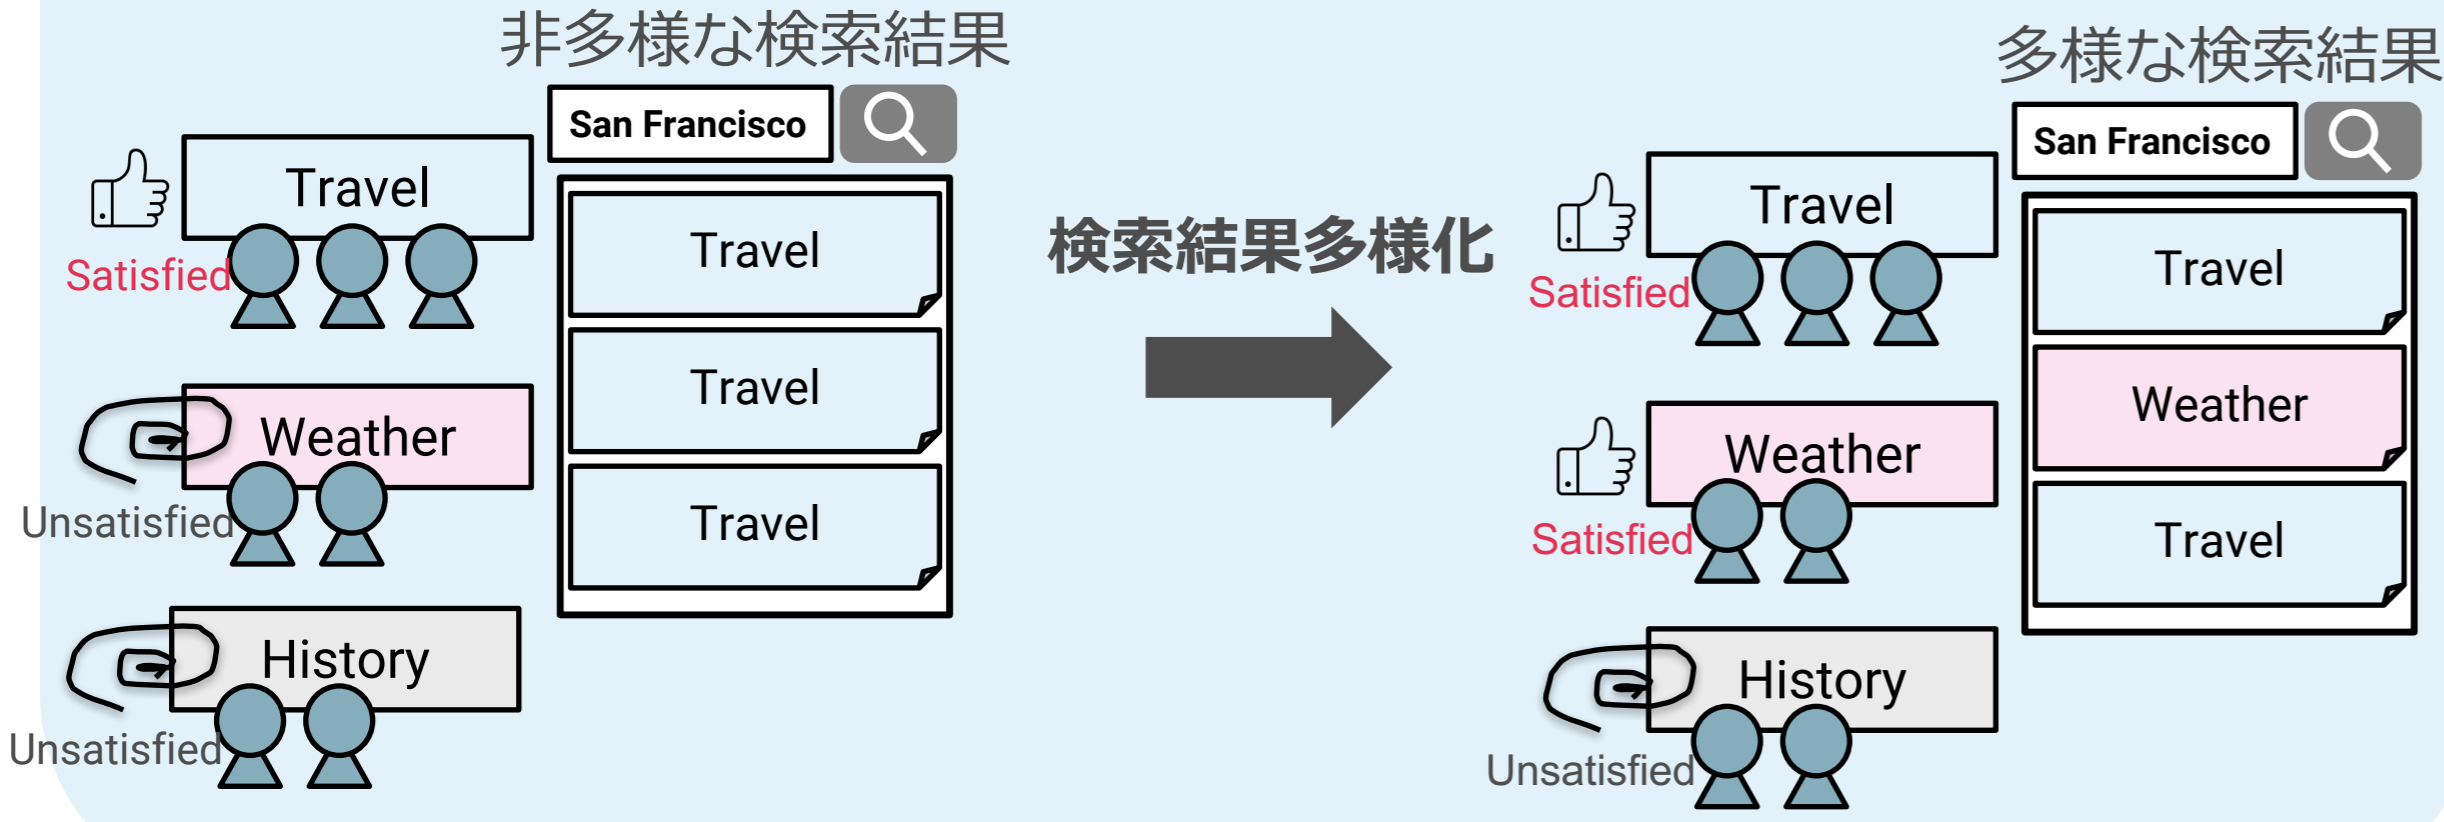 非多様な検索結果
San Francisco
Travel
Satisfied
Weather
Unsatisfied
History
Unsatisfied
Travel
Travel
Travel
検索結果多様化
多様な検索結果
San Francisco
Travel
Satisfied
Weather
Satisfied
History
Unsatisfied
Travel
Weather
Travel